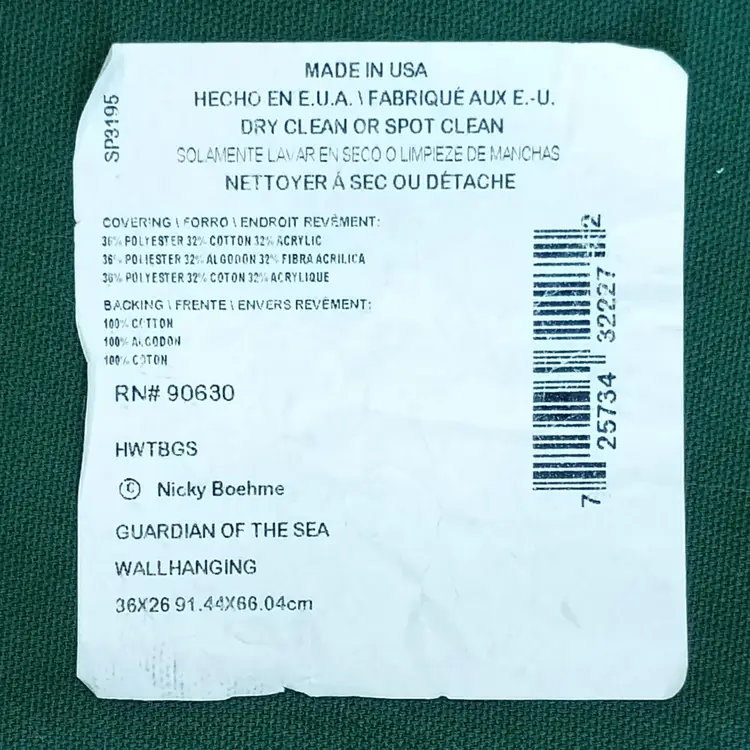 SP3195
MADE IN USA
HECHO EN E.U.A. \ FABRIQUÉ AUX E.-U.
DRY CLEAN OR SPOT CLEAN
SOLAMENTE LAVAR EN SECO O LIMPIEZE DE MANCHAS
NETTOYER Á SEC OU DÉTACHE
COVERING \ FORRO \ ENDROIT REVÉMENT:
36% POLYESTER 32% COTTON 32% ACRYLIC
36% POLIESTER 32% ALGODON 32% FIBRA ACRILICA
36% POLYESTER 32% COTON 32% ACRYLIQUE
BACKING \ FRENTE \ ENVERS REVÉMENT:
100% COTTON
100% ALGODON
100% COTON
RN# 90630
HWTBGS
© Nicky Boehme
GUARDIAN OF THE SEA
WALLHANGING
36X26 91.44X66.04cm
7 25734 32227 2